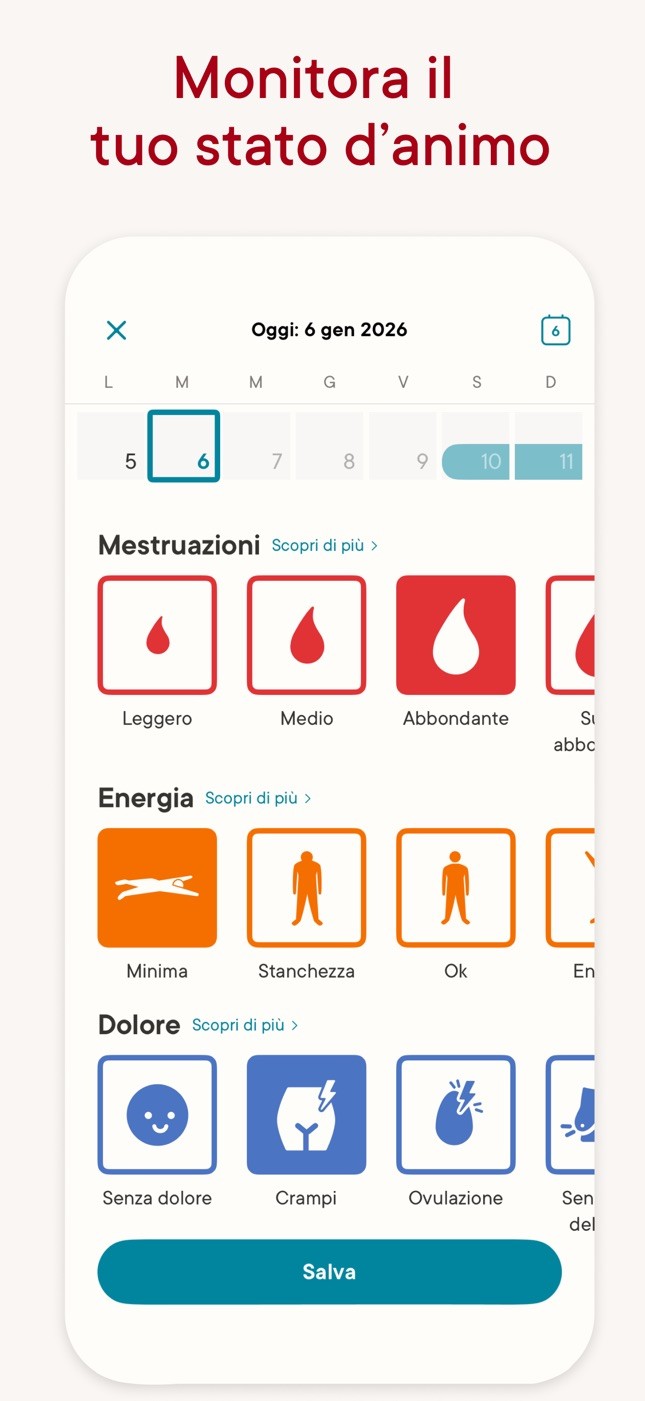 Monitora il
tuo stato d’animo
Oggi: 6 gen 2026
6
L M M G V S D
5 6 7 8 9 10 11
Mestruazioni Scopri di più >
Leggero Medio Abbondante
Energia Scopri di più >
Minima Stanchezza Ok
Dolore Scopri di più >
Senza dolore Crampi Ovulazione
Salva